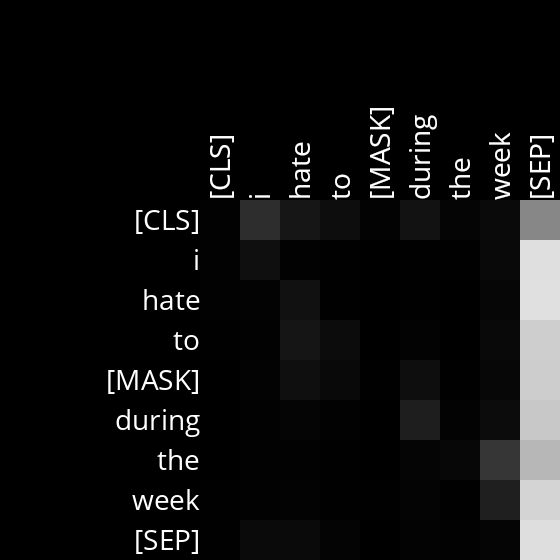 [CLS] i hate to [MASK] during the week [SEP]
[CLS]
i
hate
to
[MASK]
during
the
week
[SEP]